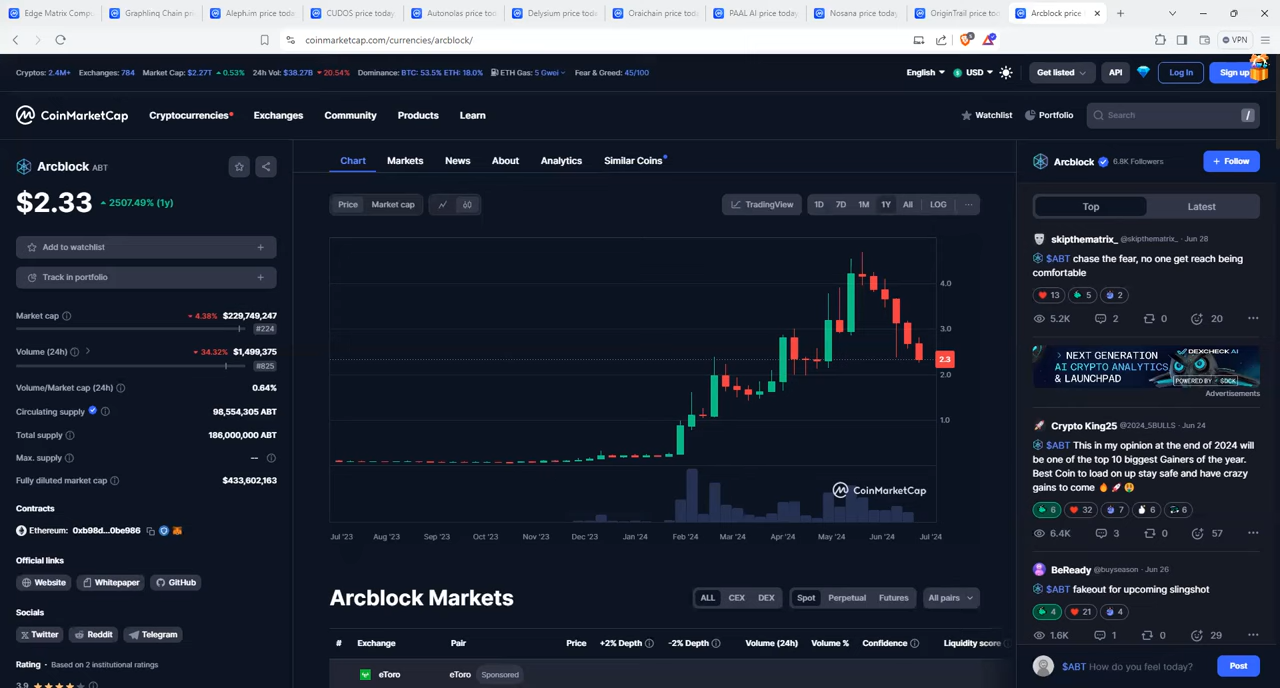 Edge Matrix Compu
Graphlinq Chain pri
Aleph.im price toda
CUDOS price today
Autonolas price tod
Delysium price toda
Oraichain price toda
PAAL AI price today
Nosana price today
OriginTrail price too
Arcblock price
coinmarketcap.com/currencies/arcblock/
VPN
Cryptos: 2.4M+ Exchanges: 784 Market Cap: $2.27T 0.53% 24h Vol: $38.27B 20.54% Dominance: BTC: 53.5% ETH: 18.0% ETH Gas: 5 Gwei Fear & Greed: 45/100
English USD Get listed API Log In Sign up
CoinMarketCap Cryptocurrencies Exchanges Community Products Learn Watchlist Portfolio Search /
Arcblock ABT
$2.33 2507.49% (1y)
Add to watchlist +
Track in portfolio +
Market cap 4.38% $229,749,247
#224
Volume (24h) 34.32% $1,499,375
#825
Volume/Market cap (24h) 0.64%
Circulating supply 98,554,305 ABT
Total supply 186,000,000 ABT
Max. supply --
Fully diluted market cap $433,602,163
Contracts
Ethereum: 0xb98d...0be986
Official links
Website Whitepaper GitHub
Socials
Twitter Reddit Telegram
Rating · Based on 2 institutional ratings
3.9
Chart Markets News About Analytics Similar Coins
Price Market cap TradingView 1D 7D 1M 1Y All LOG ...
4.0
3.0
2.3
2.0
1.0
CoinMarketCap
Jul '23 Aug '23 Sep '23 Oct '23 Nov '23 Dec '23 Jan '24 Feb '24 Mar '24 Apr '24 May '24 Jun '24 Jul '24
Arcblock Markets ALL CEX DEX Spot Perpetual Futures All pairs
# Exchange Pair Price +2% Depth -2% Depth Volume (24h) Volume % Confidence Liquidity score
eToro eToro Sponsored
Arcblock 6.8K Followers + Follow
Top Latest
skipthematrix_ @skipthematrix_ · Jun 28
$ABT chase the fear, no one get reach being
comfortable
13 5 2
5.2K 2 0 20 ...
NEXT GENERATION
AI CRYPTO ANALYTICS
& LAUNCHPAD
DEXCHECK AI
POWERED BY - $DCK
Advertisements
Crypto King25 @2024_5BULLS · Jun 24
$ABT This in my opinion at the end of 2024 will
be one of the top 10 biggest Gainers of the year.
Best Coin to load on up stay safe and have crazy
gains to come 🔥 🚀 🤑
6 32 7 6 6
6.4K 3 0 57 ...
BeReady @buyseason · Jun 26
$ABT fakeout for upcoming slingshot
4 21 4
1.6K 1 0 29 ...
$ABT How do you feel today? Post